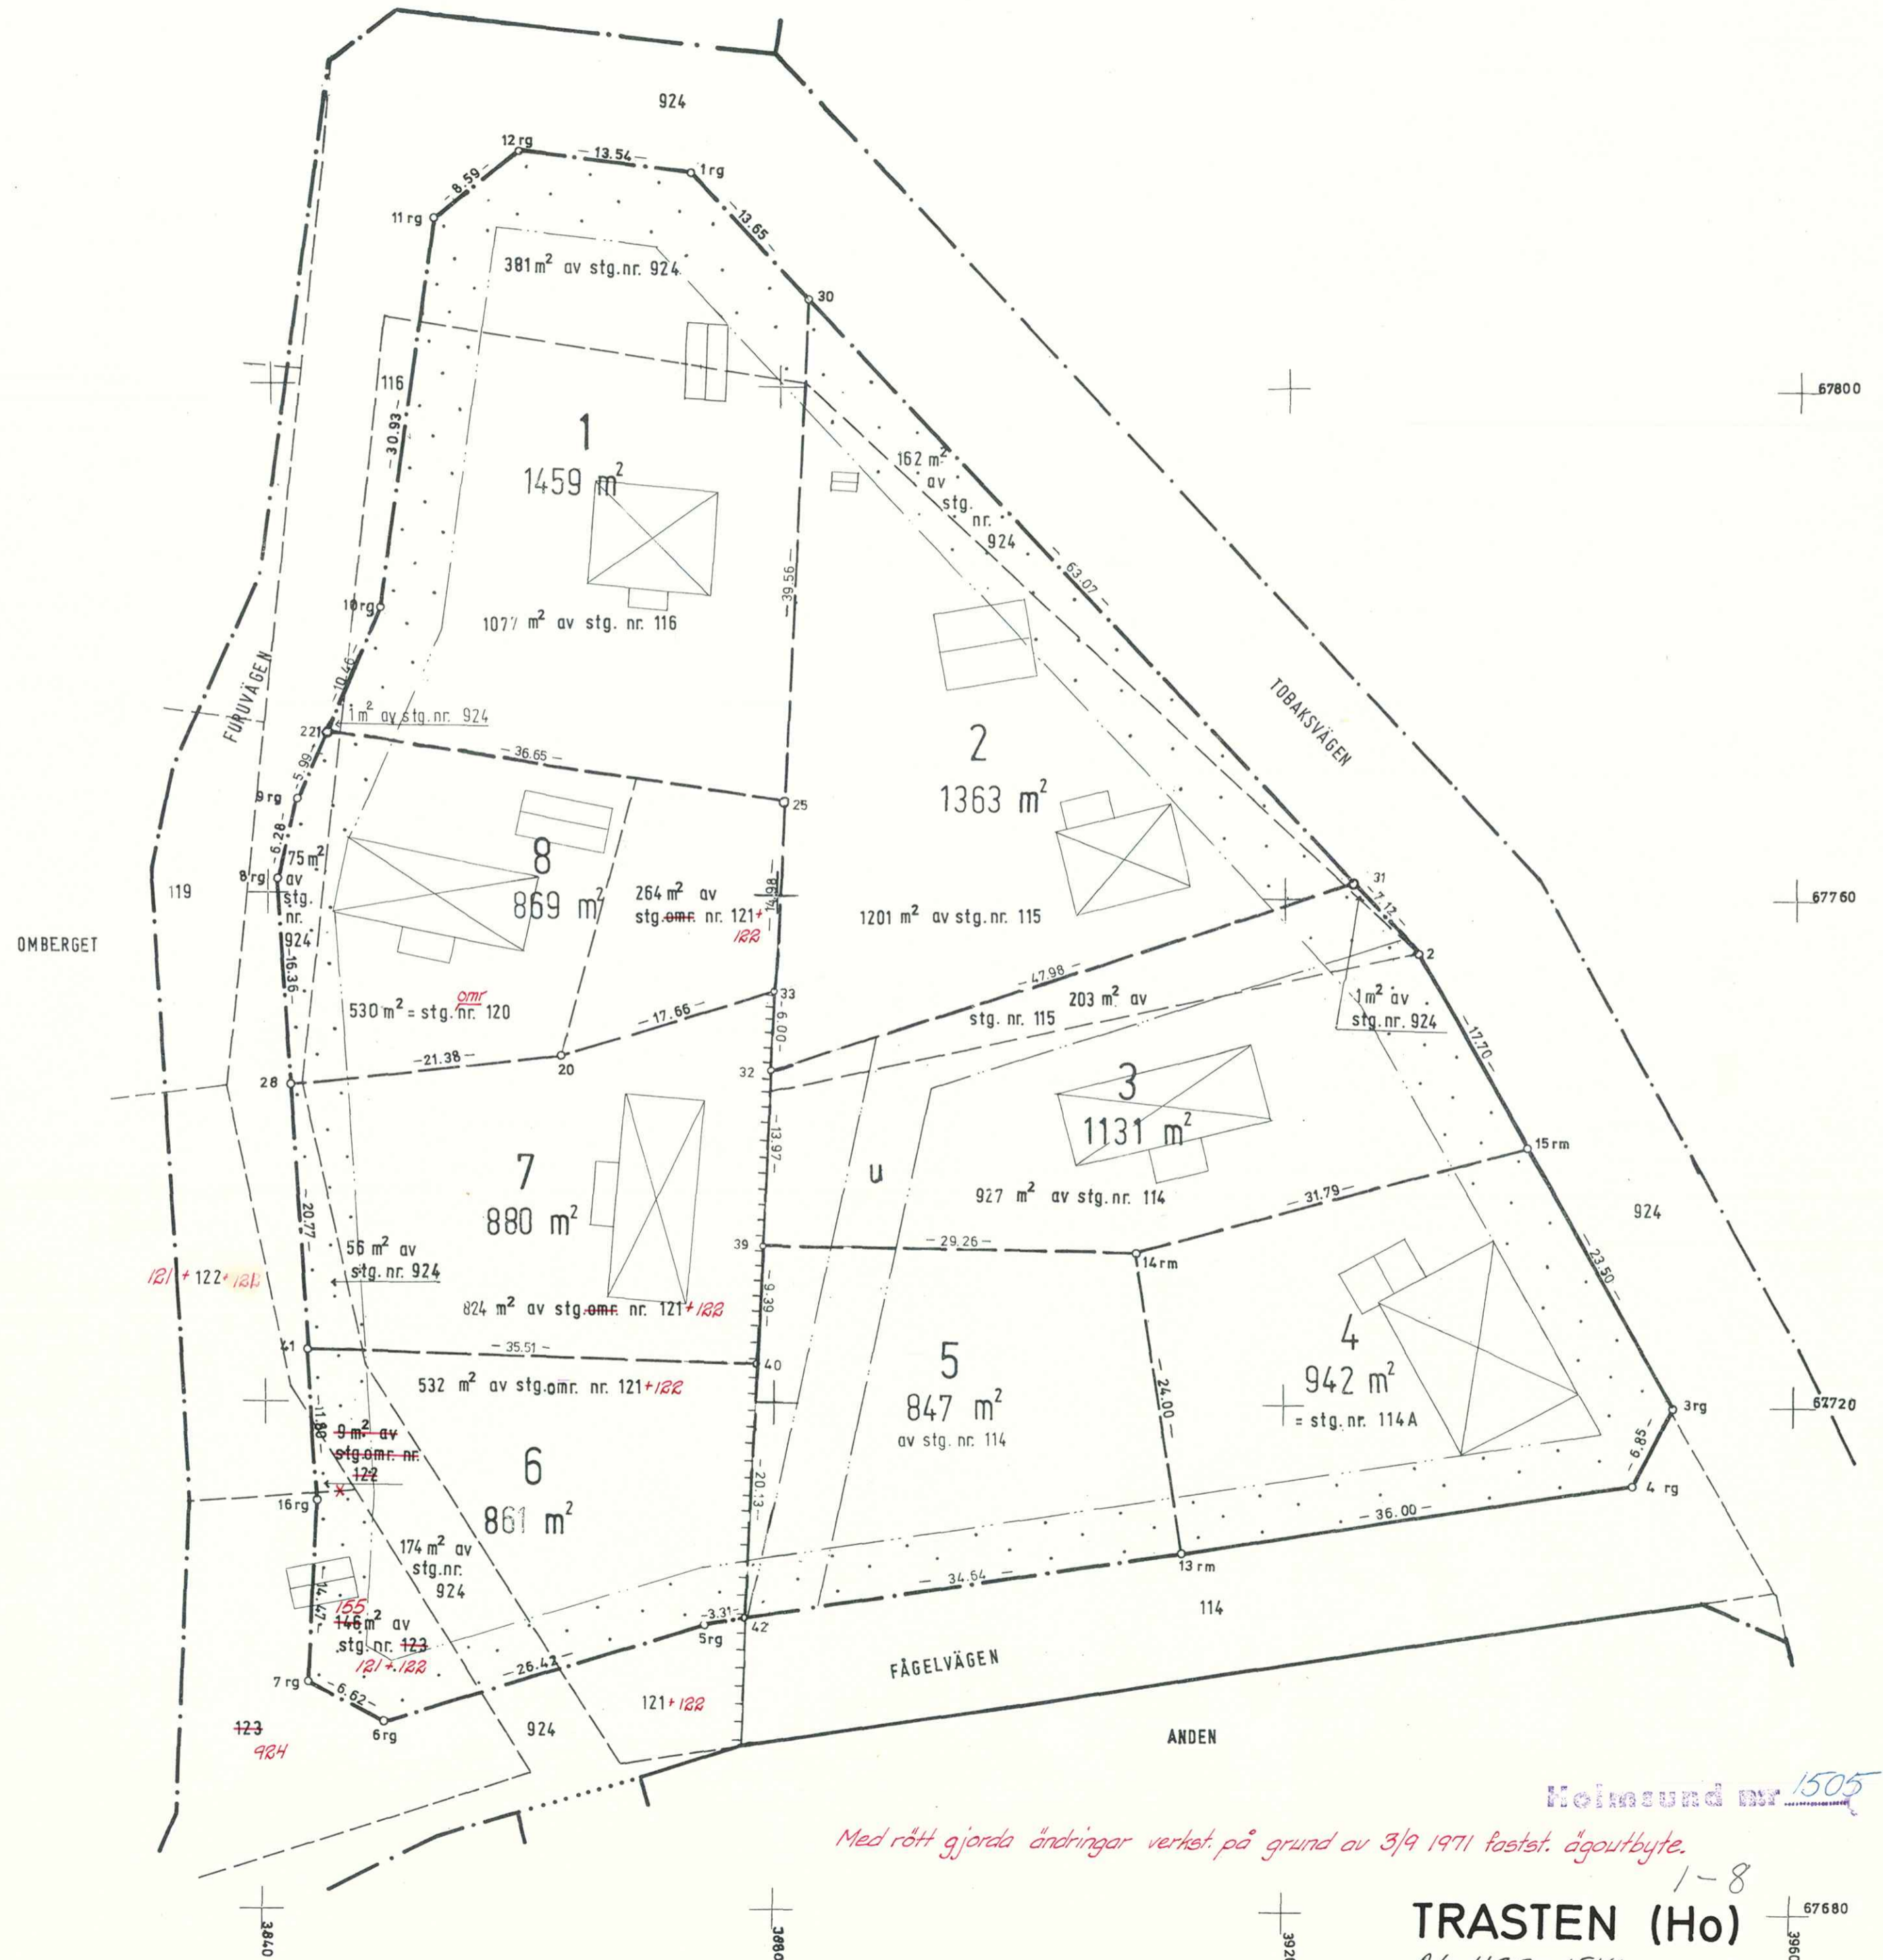 924
12 rg
13.54
1 rg
8.59
11 rg
13.65
381 m² av stg.nr. 924
30
116
67800
30.93
1
1459 m²
162 m²
av
stg.
nr.
924
39.56
63.07
10 rg
1077 m² av stg. nr. 116
FURUVÄGEN
10.46
TOBAKSVÄGEN
1 m² av stg.nr. 924
221
36.65
2
1363 m²
5.99
9 rg
25
6.28
8
869 m²
75 m²
av
stg.
nr.
924
8 rg
119
264 m² av
stg. omr. nr. 121+
122
14.98
31
7.12
67760
1201 m² av stg.nr. 115
OMBERGET
16.36
2
47.98
33
530 m² = stg. nr. 120
omr
17.66
6.00
203 m² av
stg. nr. 115
1 m² av
stg.nr. 924
17.70
21.38
20
28
32
3
1131 m²
13.97
15 rm
7
880 m²
u
927 m² av stg.nr. 114
31.79
924
20.77
39
29.26
14 rm
56 m² av
stg. nr. 924
23.50
121 + 122 + 
9.39
824 m² av stg. omr. nr. 121+122
4
942 m²
= stg.nr. 114A
41
35.51
40
5
847 m²
av stg. nr. 114
532 m² av stg.omr. nr. 121+122
24.00
67720
3 rg
11.80
9 m² av
stg.omr. nr.
122
x
6.85
6
861 m²
20.13
16 rg
4 rg
36.00
174 m² av
stg.nr.
924
13 rm
14.47
34.64
155
146 m² av
stg. nr. 123
121 + 122
3.31
42
5 rg
114
FÅGELVÄGEN
26.42
7 rg
6.62
121+122
6 rg
924
123
924
ANDEN
Holmsund nr 1505
Med rött gjorda ändringar verkst. på grund av 3/9 1971 fastst. ägoutbyte.
1-8
TRASTEN (Ho)
67680
3840
3880